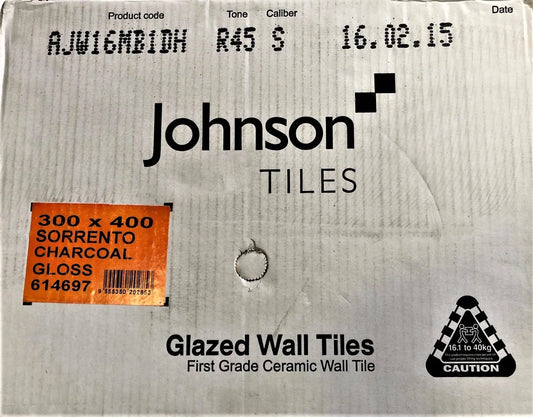 Product code Tone Caliber Date
AJW16MB1DH R45 S 16.02.15
Johnson
TILES
300 x 400
SORRENTO
CHARCOAL
GLOSS
614697
Glazed Wall Tiles
First Grade Ceramic Wall Tile
16.1 to 40kg
CAUTION